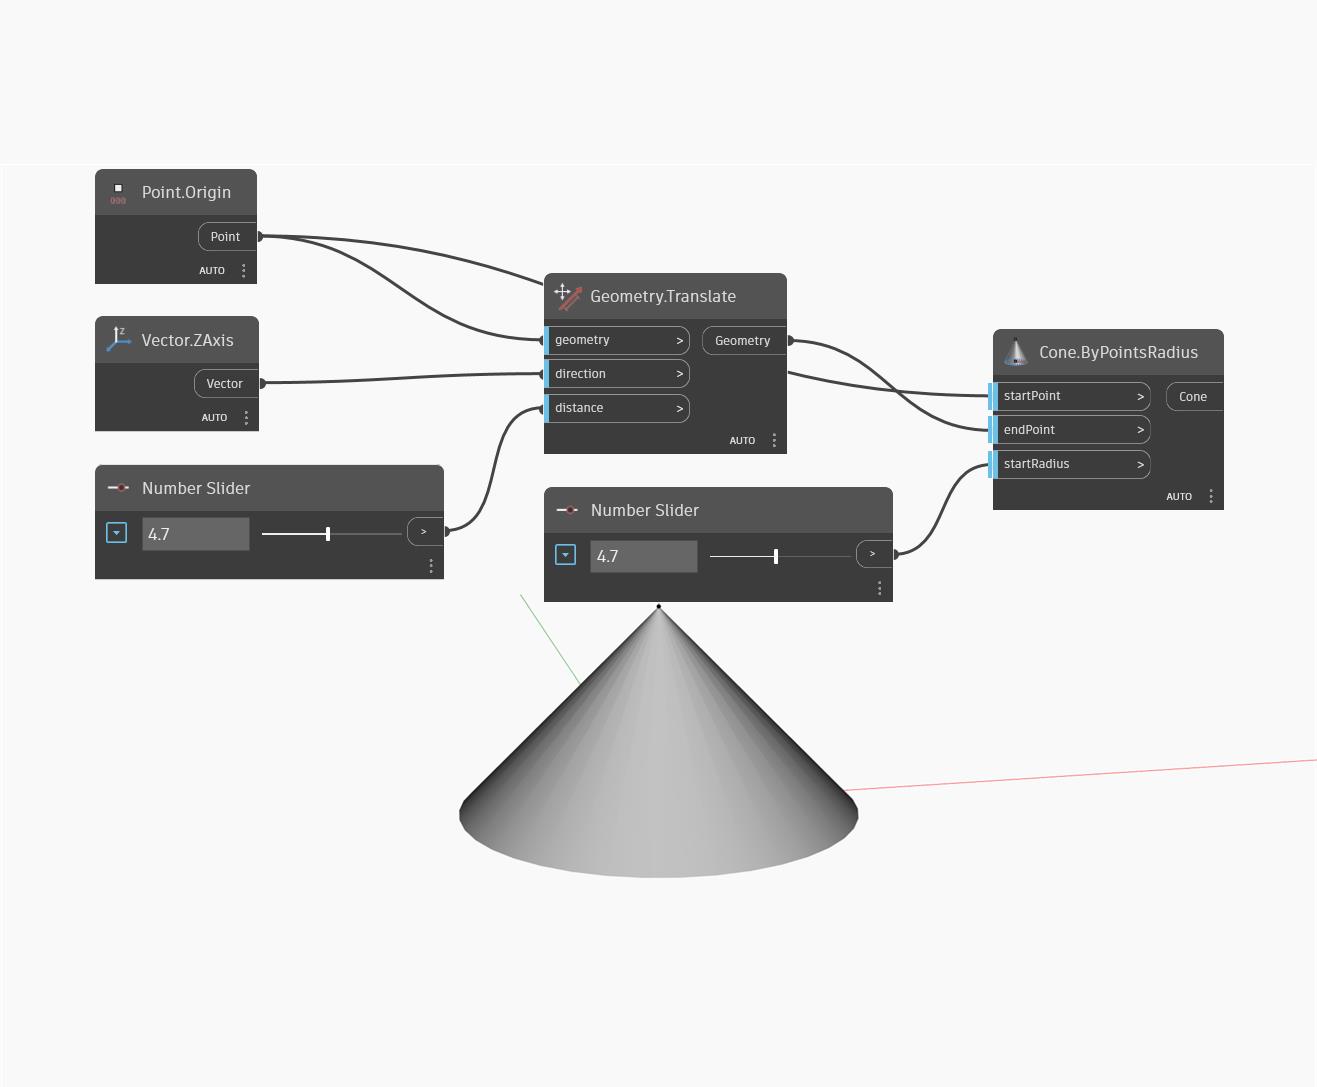 Point.Origin
000
Point
AUTO
Z
Vector.ZAxis
Vector
AUTO
Number Slider
4.7
>
Geometry.Translate
geometry >
Geometry
direction >
distance >
AUTO
Number Slider
4.7
>
Cone.ByPointsRadius
startPoint >
Cone
endPoint >
startRadius >
AUTO